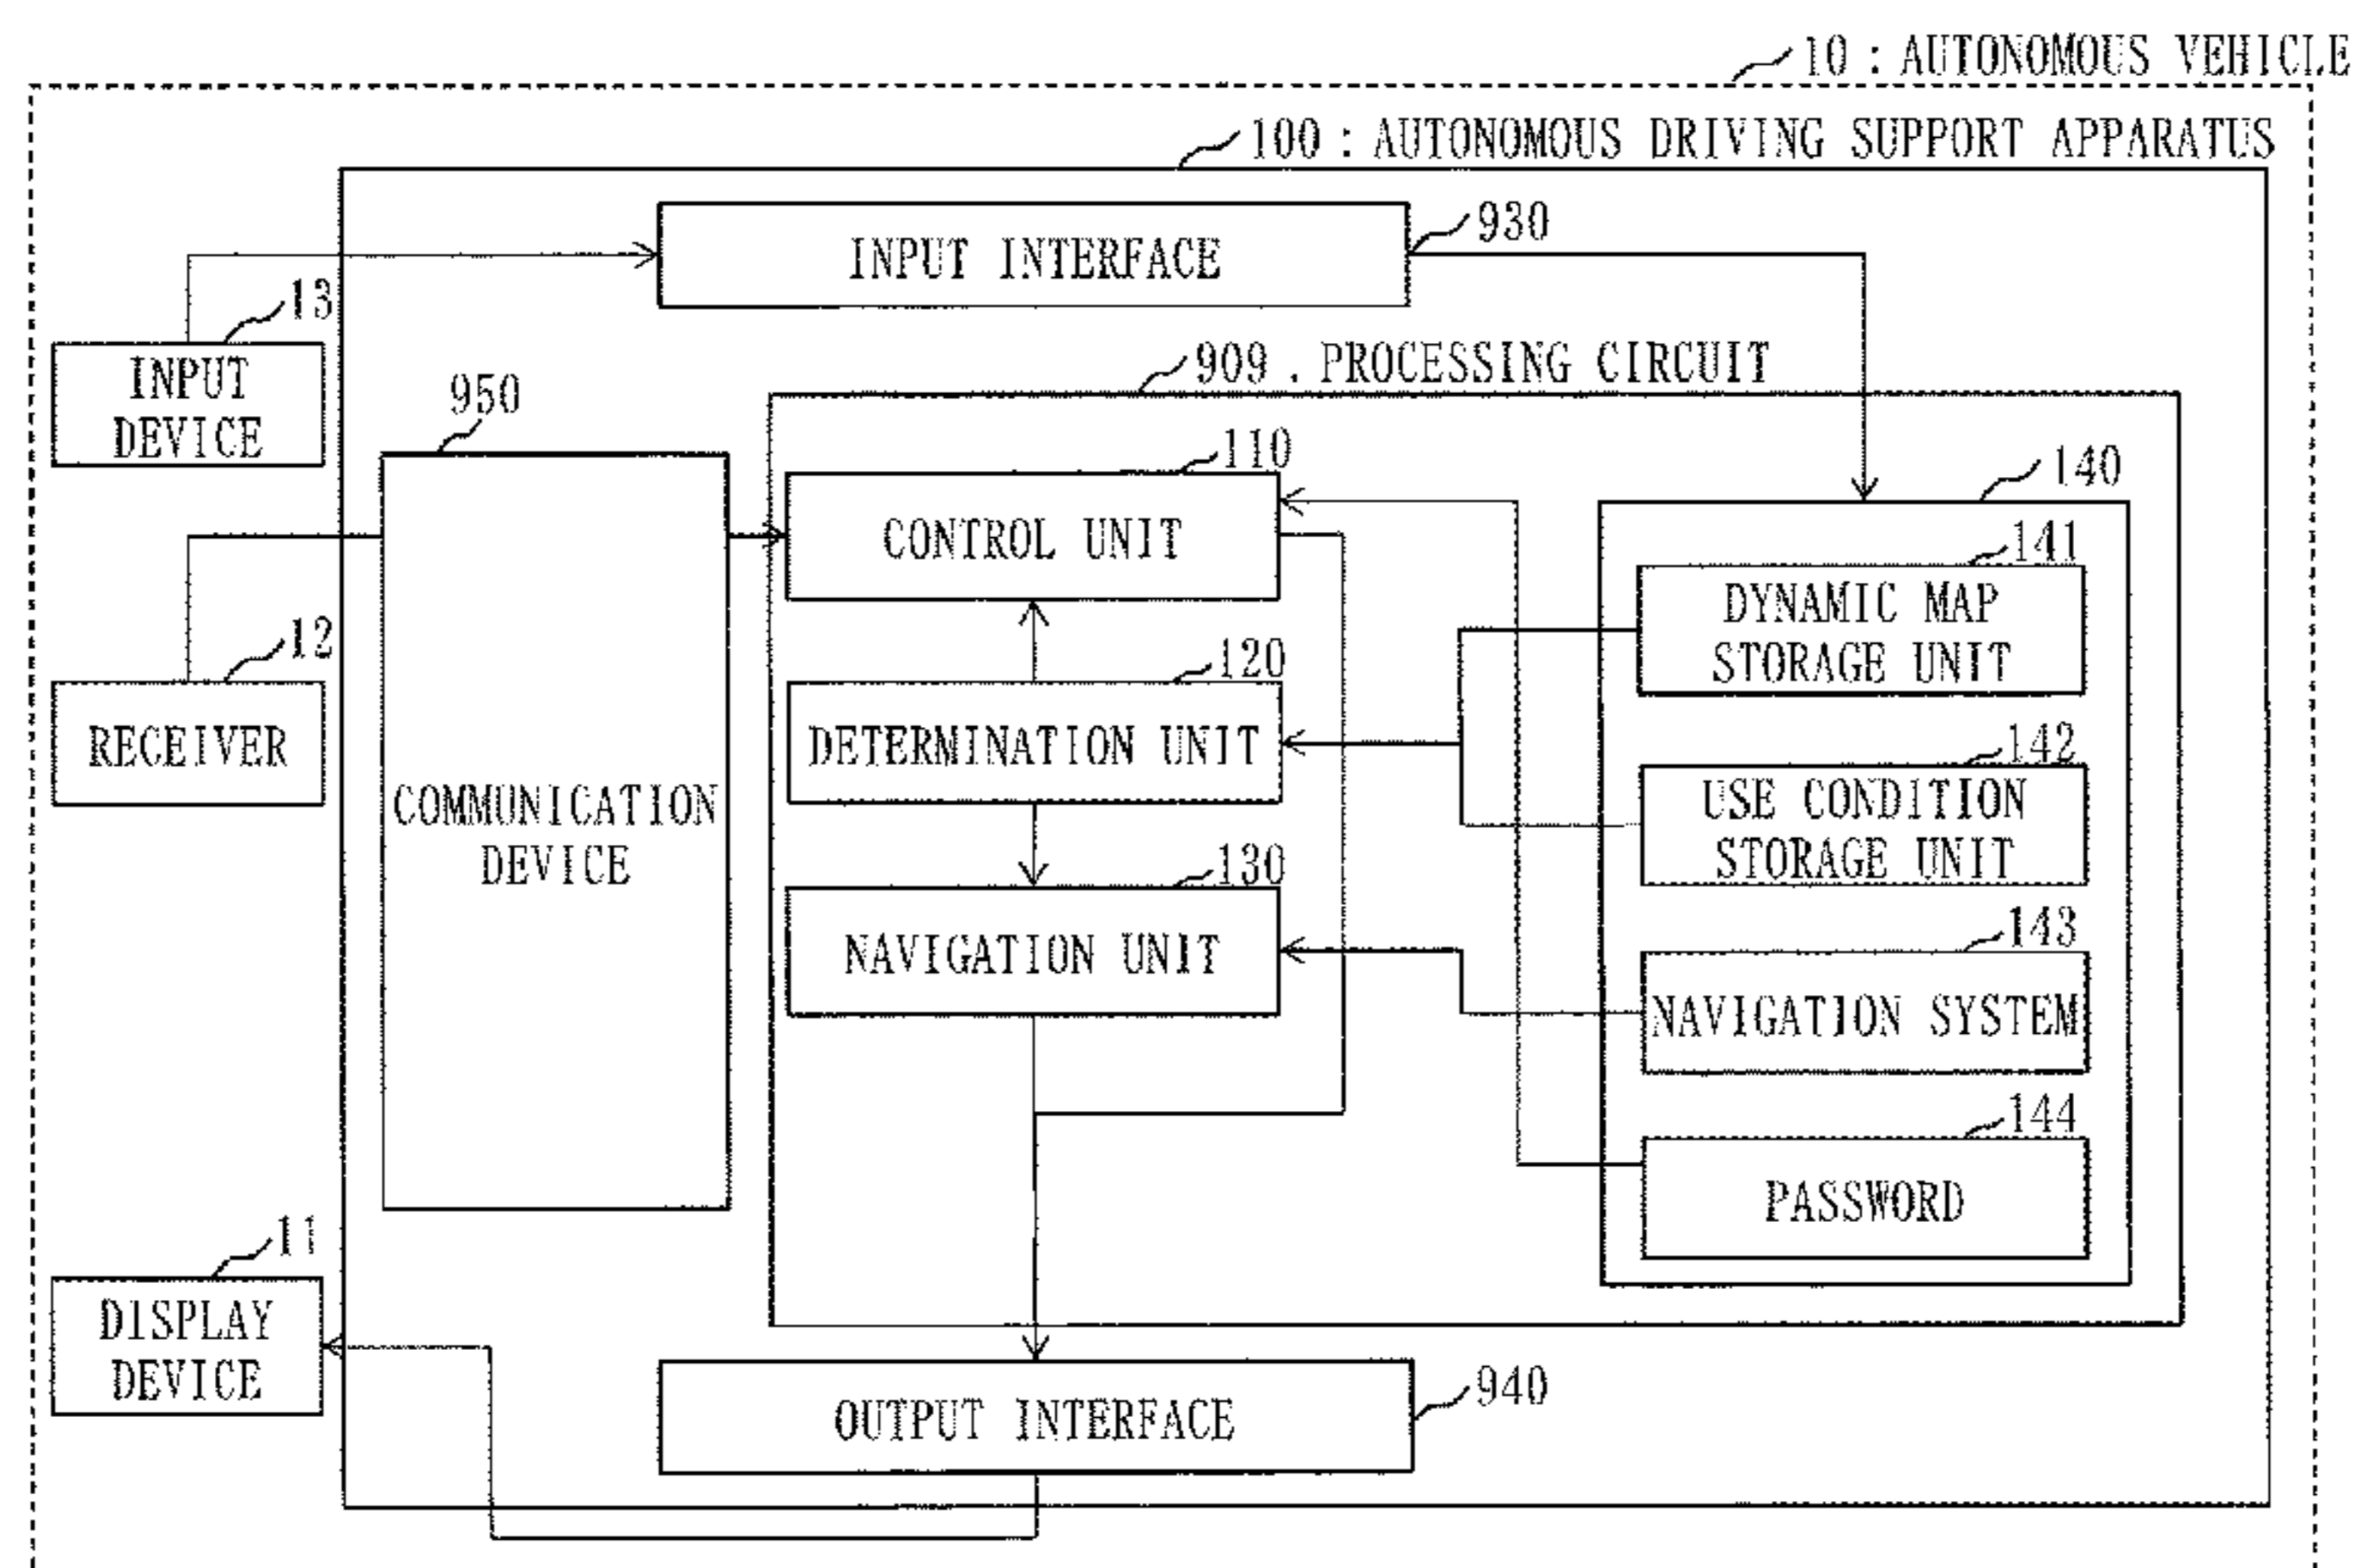 10 : AUTONOMOUS VEHICLE
100 : AUTONOMOUS DRIVING SUPPORT APPARATUS
930
INPUT INTERFACE
13
INPUT
DEVICE
909 . PROCESSING CIRCUIT
950
COMMUNICATION
DEVICE
110
CONTROL UNIT
140
141
DYNAMIC MAP
STORAGE UNIT
12
RECEIVER
120
DETERMINATION UNIT
142
USE CONDITION
STORAGE UNIT
130
NAVIGATION UNIT
143
NAVIGATION SYSTEM
144
PASSWORD
11
DISPLAY
DEVICE
940
OUTPUT INTERFACE